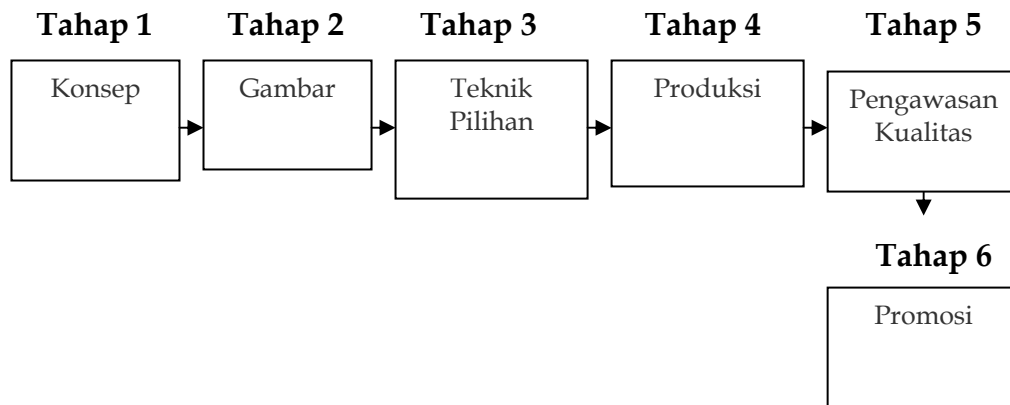 Tahap 1 Tahap 2 Tahap 3 Tahap 4 Tahap 5
Konsep
Gambar
Teknik
Pilihan
Produksi
Pengawasan
Kualitas
Tahap 6
Promosi